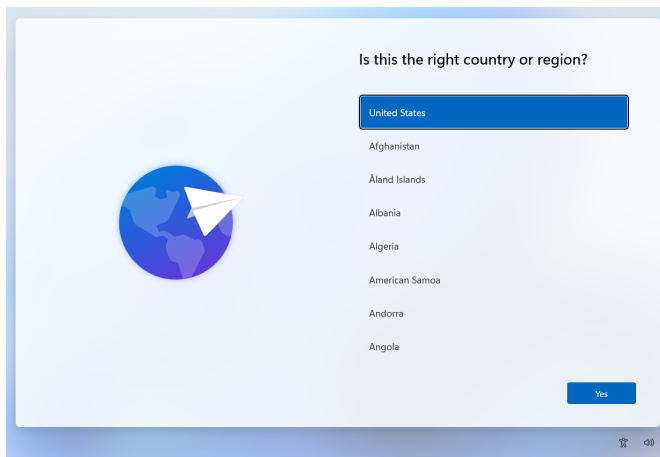 Is this the right country or region?
United States
Afghanistan
Åland Islands
Albania
Algeria
American Samoa
Andorra
Angola
Yes